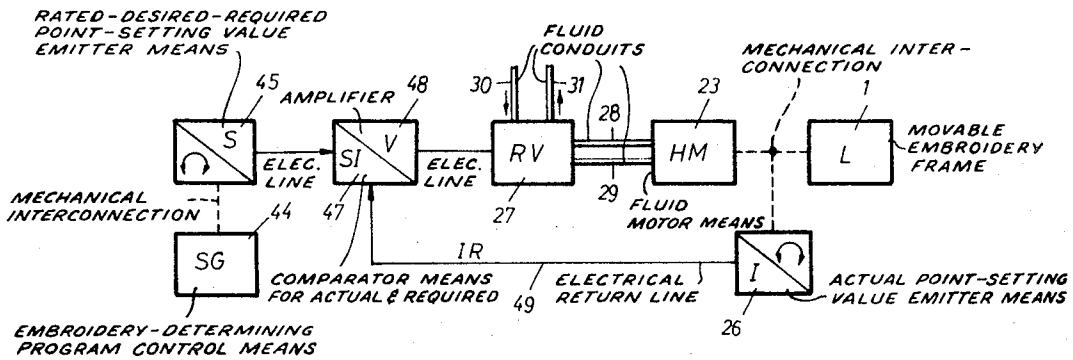 RATED-DESIRED-REQUIRED
POINT-SETTING VALUE
EMITTER MEANS
45
S
AMPLIFIER
48
SI
V
47
ELEC.
LINE
ELEC.
LINE
FLUID
CONDUITS
30
31
RV
27
28
29
23
HM
FLUID
MOTOR MEANS
MECHANICAL INTER-
CONNECTION
1
L
MOVABLE
EMBROIDERY
FRAME
MECHANICAL
INTERCONNECTION
44
SG
EMBROIDERY-DETERMINING
PROGRAM CONTROL MEANS
COMPARATOR MEANS
FOR ACTUAL & REQUIRED
IR
49
ELECTRICAL
RETURN LINE
I
26
ACTUAL POINT-SETTING
VALUE EMITTER MEANS